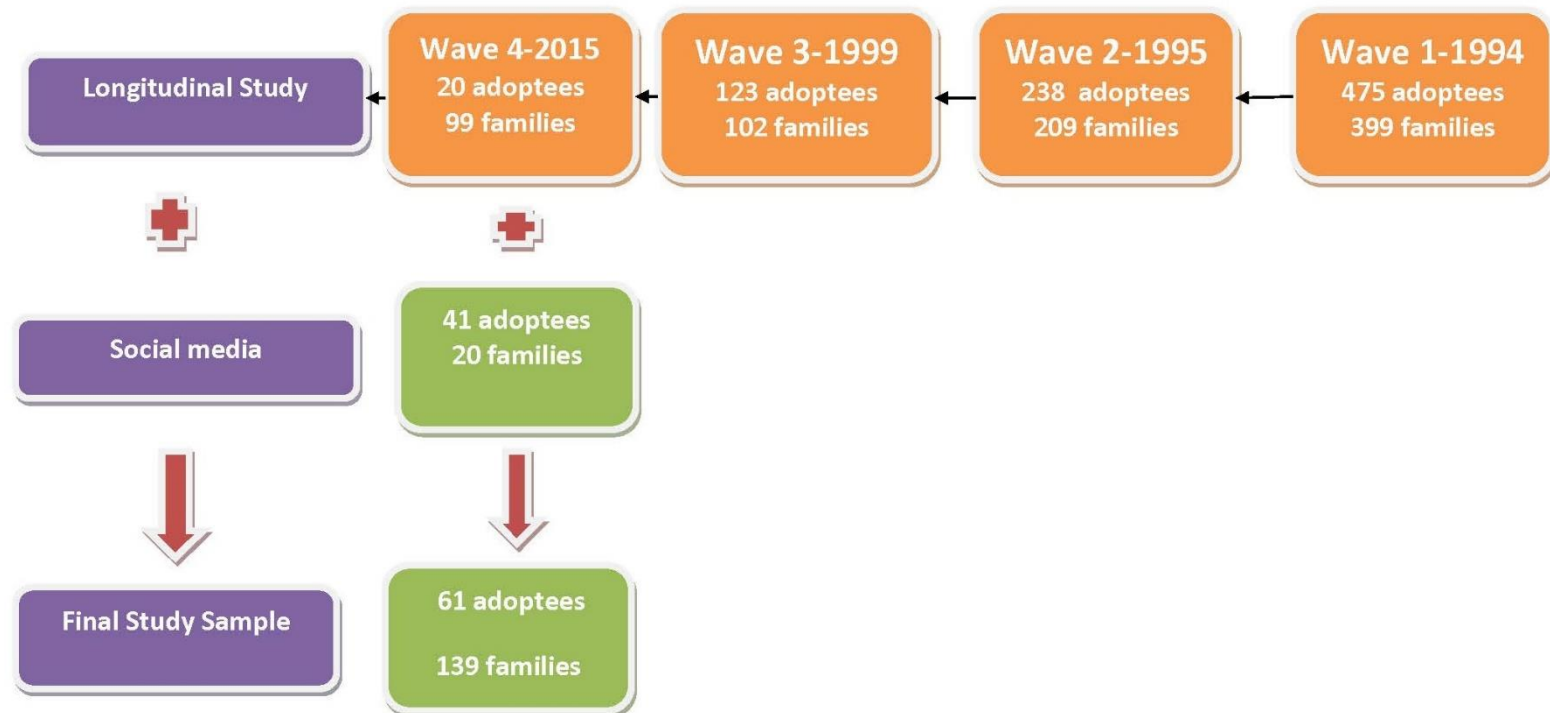 Longitudinal Study
Wave 4-2015
20 adoptees
99 families
Wave 3-1999
123 adoptees
102 families
Wave 2-1995
238 adoptees
209 families
Wave 1-1994
475 adoptees
399 families
Social media
41 adoptees
20 families
Final Study Sample
61 adoptees
139 families